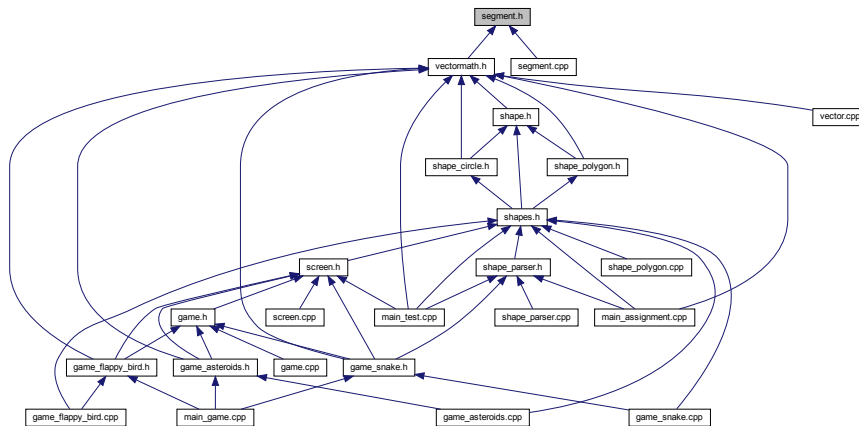 segment.h
vectormath.h
segment.cpp
shape.h
vector.cpp
shape_circle.h
shape_polygon.h
shapes.h
screen.h
shape_parser.h
shape_polygon.cpp
game.h
screen.cpp
main_test.cpp
shape_parser.cpp
main_assignment.cpp
game_flappy_bird.h
game_asteroids.h
game.cpp
game_snake.h
game_flappy_bird.cpp
main_game.cpp
game_asteroids.cpp
game_snake.cpp